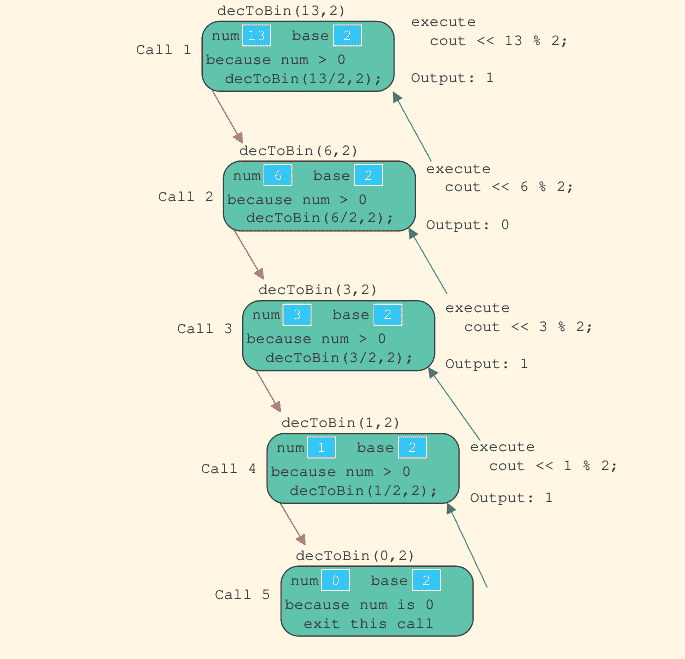 decToBin(13,2)
Call 1
num 13 base 2
because num > 0
decToBin(13/2,2);
execute
cout << 13 % 2;
Output: 1
decToBin(6,2)
Call 2
num 6 base 2
because num > 0
decToBin(6/2,2);
execute
cout << 6 % 2;
Output: 0
decToBin(3,2)
Call 3
num 3 base 2
because num > 0
decToBin(3/2,2);
execute
cout << 3 % 2;
Output: 1
decToBin(1,2)
Call 4
num 1 base 2
because num > 0
decToBin(1/2,2);
execute
cout << 1 % 2;
Output: 1
decToBin(0,2)
Call 5
num 0 base 2
because num is 0
exit this call